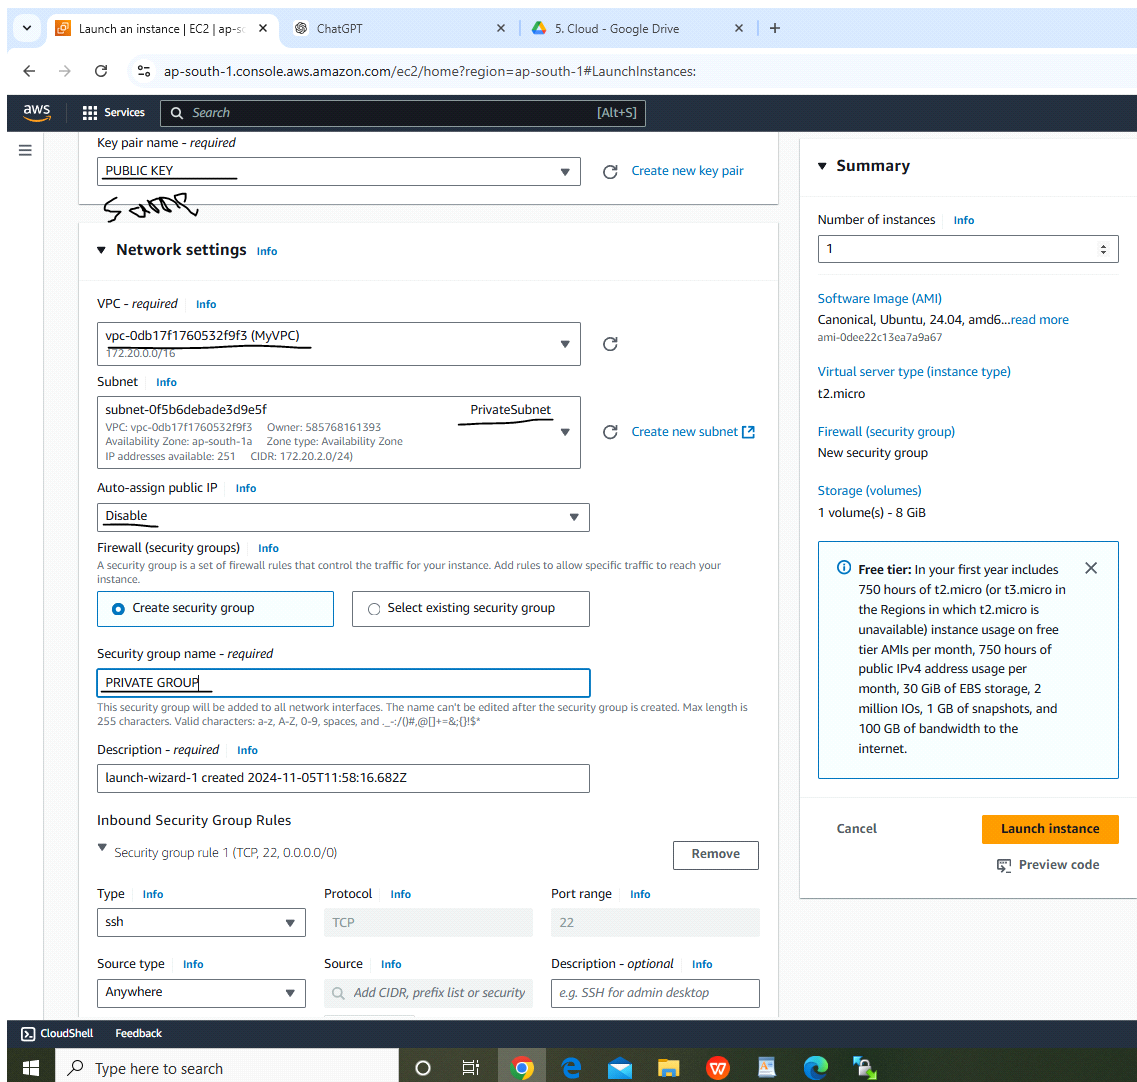 Launch an instance | EC2 | ap-so
ChatGPT
5. Cloud - Google Drive
ap-south-1.console.aws.amazon.com/ec2/home?region=ap-south-1#LaunchInstances:
aws
Services
Search
[Alt+S]
Key pair name - required
PUBLIC KEY
Create new key pair
Same
Network settings Info
VPC - required Info
vpc-0db17f1760532f9f3 (MyVPC)
172.20.0.0/16
Subnet Info
subnet-0f5b6debade3d9e5f PrivateSubnet
VPC: vpc-0db17f1760532f9f3 Owner: 585768161393
Availability Zone: ap-south-1a Zone type: Availability Zone
IP addresses available: 251 CIDR: 172.20.2.0/24)
Create new subnet
Auto-assign public IP Info
Disable
Firewall (security groups) Info
A security group is a set of firewall rules that control the traffic for your instance. Add rules to allow specific traffic to reach your
instance.
Create security group
Select existing security group
Security group name - required
PRIVATE GROUP
This security group will be added to all network interfaces. The name can't be edited after the security group is created. Max length is
255 characters. Valid characters: a-z, A-Z, 0-9, spaces, and ._-:/()#,@[]+=&;{}!$*
Description - required Info
launch-wizard-1 created 2024-11-05T11:58:16.682Z
Inbound Security Group Rules
Security group rule 1 (TCP, 22, 0.0.0.0/0)
Remove
Type Info
Protocol Info
Port range Info
ssh
TCP
22
Source type Info
Source Info
Description - optional Info
Anywhere
Add CIDR, prefix list or security
e.g. SSH for admin desktop
Summary
Number of instances Info
1
Software Image (AMI)
Canonical, Ubuntu, 24.04, amd6...read more
ami-0dee22c13ea7a9a67
Virtual server type (instance type)
t2.micro
Firewall (security group)
New security group
Storage (volumes)
1 volume(s) - 8 GiB
Free tier: In your first year includes
750 hours of t2.micro (or t3.micro in
the Regions in which t2.micro is
unavailable) instance usage on free
tier AMIs per month, 750 hours of
public IPv4 address usage per
month, 30 GiB of EBS storage, 2
million IOs, 1 GB of snapshots, and
100 GB of bandwidth to the
internet.
Cancel
Launch instance
Preview code
CloudShell
Feedback
Type here to search